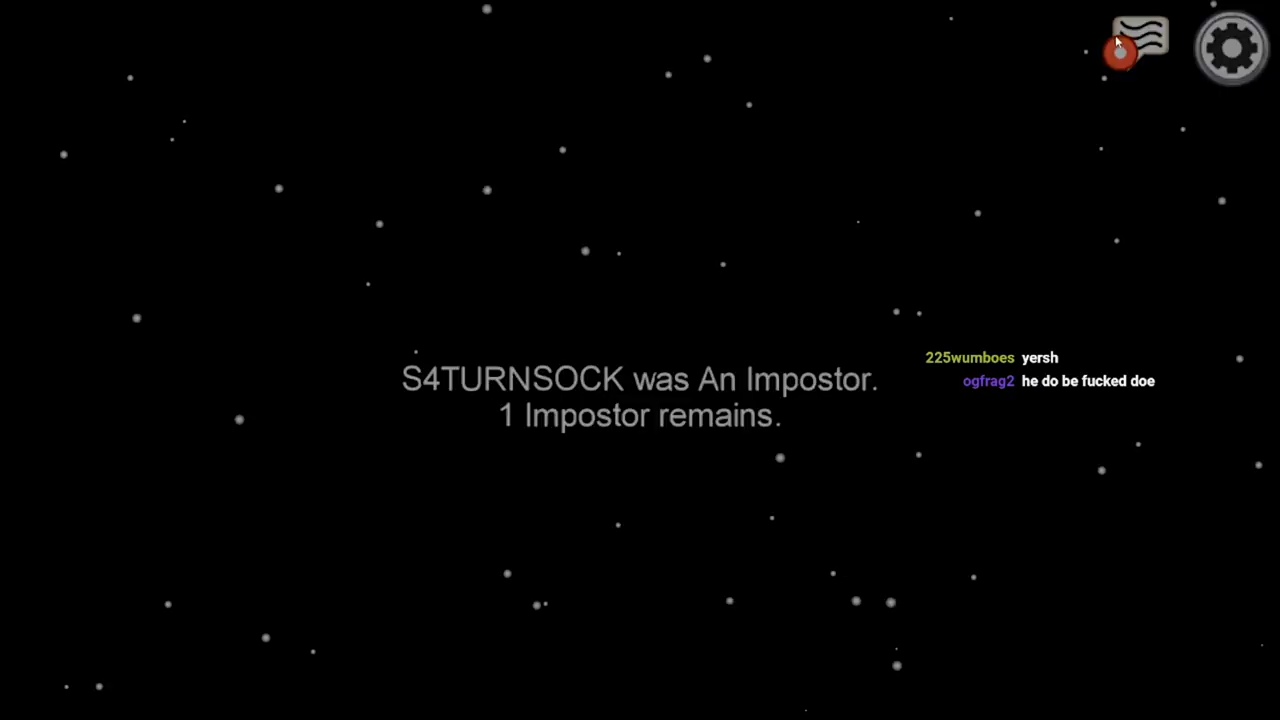 S4TURNSOCK was An Impostor.
1 Impostor remains.
225wumboes yersh
ogfrag2 he do be fucked doe